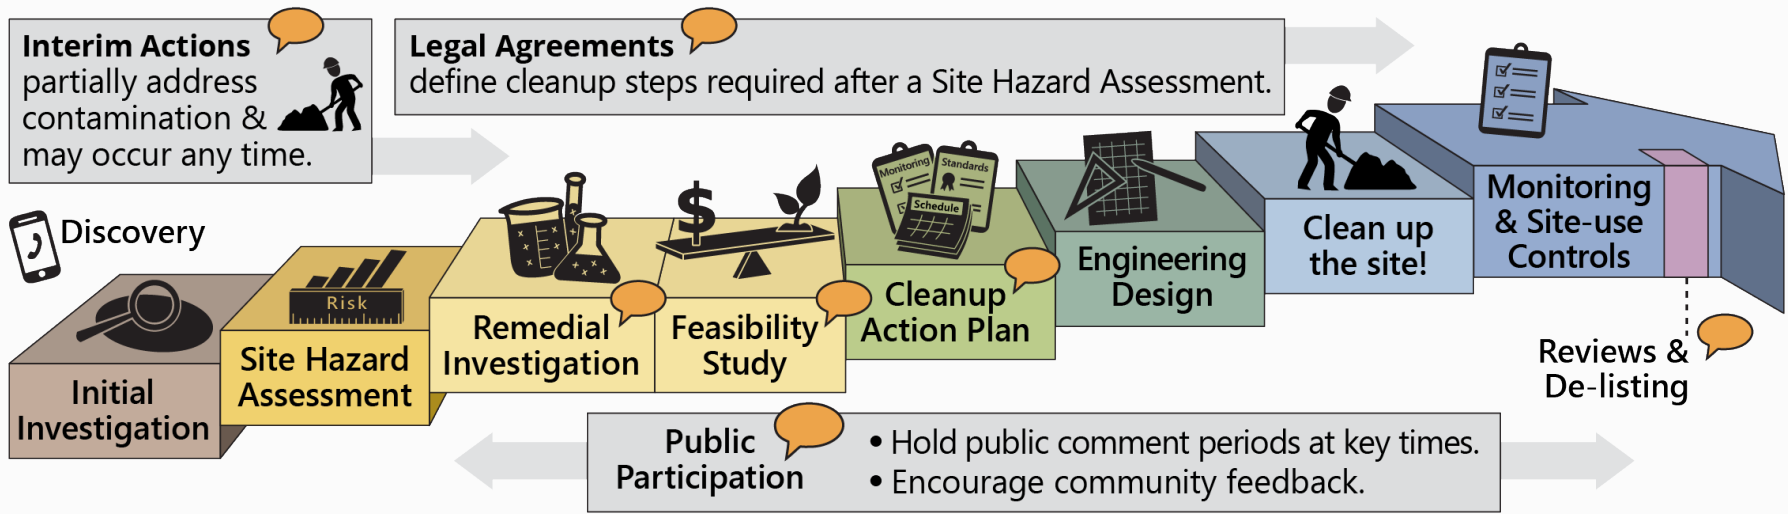 Interim Actions
partially address
contamination &
may occur any time.
Legal Agreements
define cleanup steps required after a Site Hazard Assessment.
Discovery
Initial
Investigation
Risk
Site Hazard
Assessment
Remedial
Investigation
$
Feasibility
Study
Monitoring
Standards
Schedule
Cleanup
Action Plan
Engineering
Design
Clean up
the site!
Monitoring
& Site-use
Controls
Reviews &
De-listing
Public
Participation
• Hold public comment periods at key times.
• Encourage community feedback.